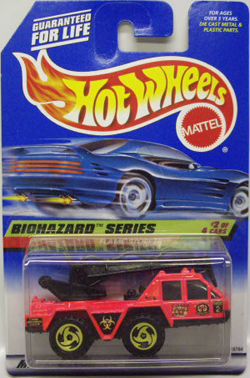 GUARANTEED
FOR LIFE
FOR AGES
OVER 3 YEARS.
DIE CAST METAL &
PLASTIC PARTS.
Hot Wheels
MATTEL
BIOHAZARD™ SERIES
#2 OF
4 CARS